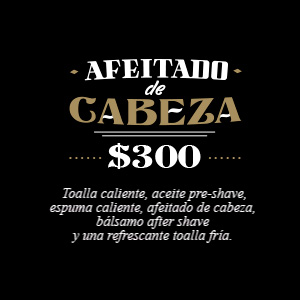 AFEITADO
de
CABEZA
$300
Toalla caliente, aceite pre-shave,
espuma caliente, afeitado de cabeza,
bálsamo after shave
y una refrescante toalla fría.